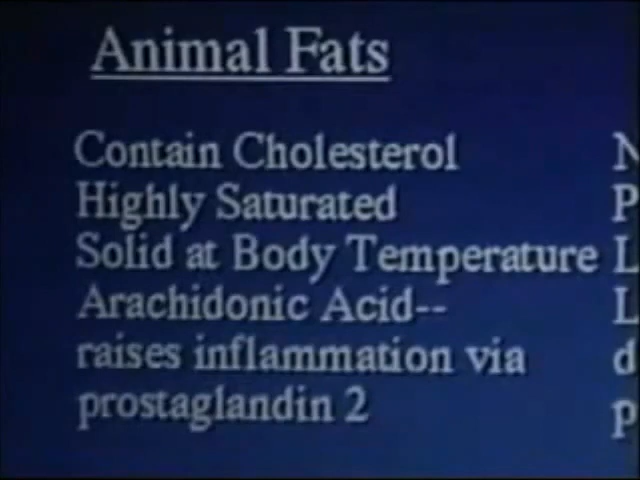 Animal Fats
Contain Cholesterol N
Highly Saturated P
Solid at Body Temperature L
Arachidonic Acid-- L
raises inflammation via d
prostaglandin 2 p